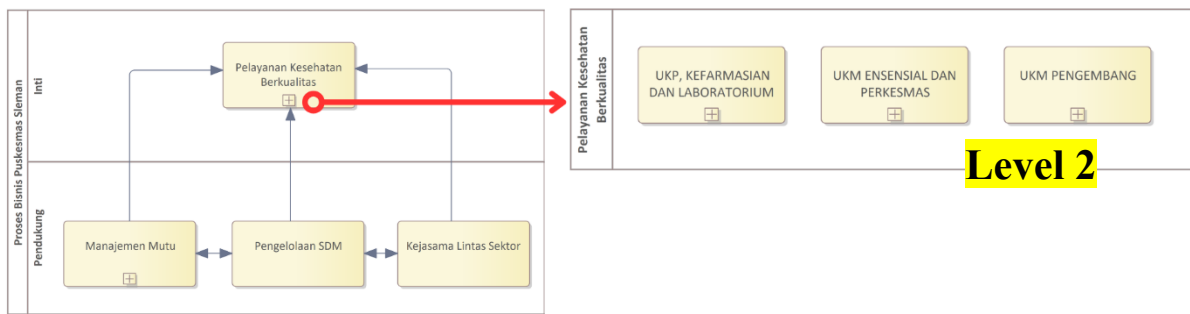 Proses Bisnis Puskesmas Sleman
Inti
Pelayanan Kesehatan
Berkualitas
Pendukung
Manajemen Mutu
Pengelolaan SDM
Kejasama Lintas Sektor
Pelayanan Kesehatan
Berkualitas
UKP, KEFARMASIAN
DAN LABORATORIUM
UKM ENSENSIAL DAN
PERKESMAS
UKM PENGEMBANG
Level 2